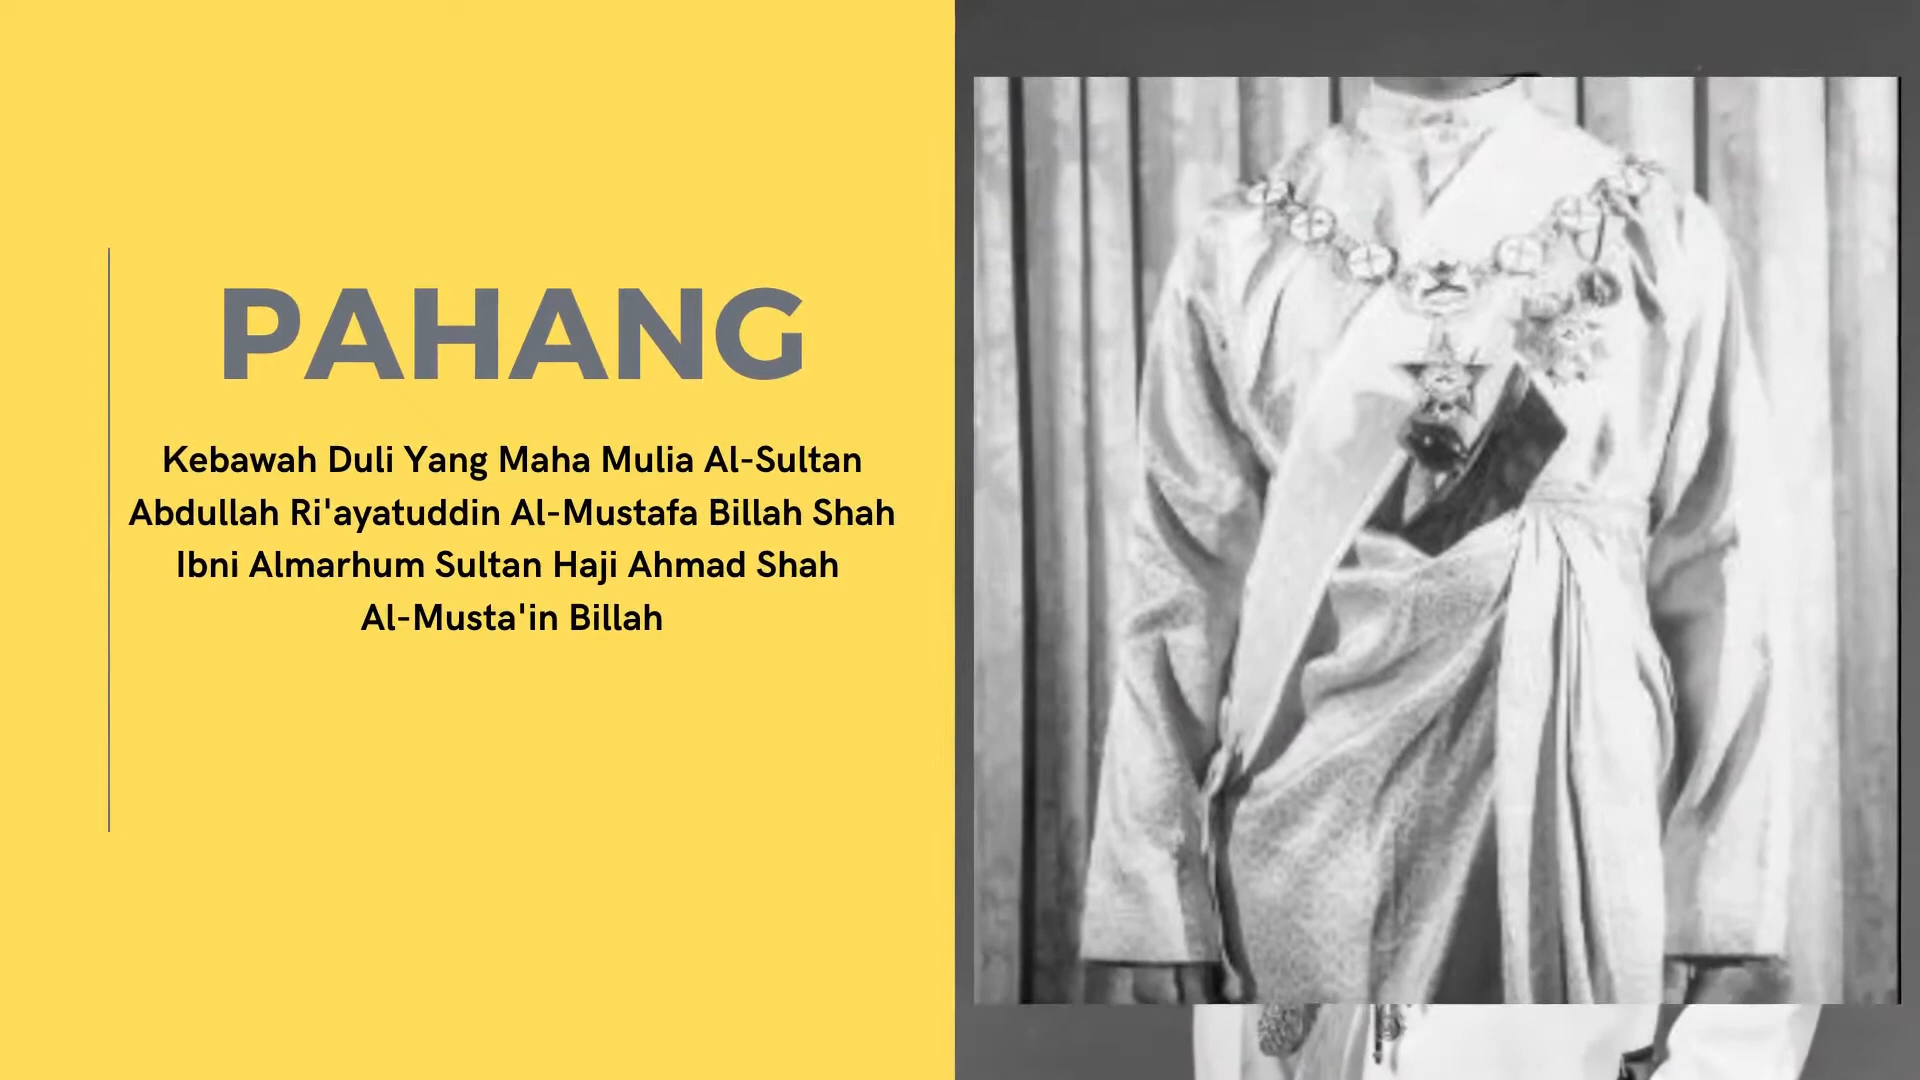 PAHANG
Kebawah Duli Yang Maha Mulia Al-Sultan
Abdullah Ri'ayatuddin Al-Mustafa Billah Shah
Ibni Almarhum Sultan Haji Ahmad Shah
Al-Musta'in Billah